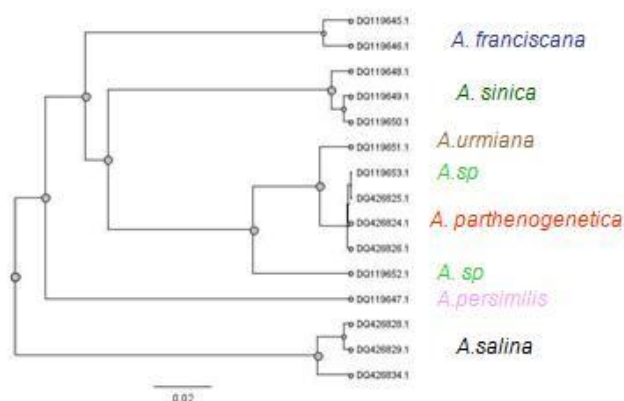 DQ119645.1
DQ119646.1
A. franciscana
DQ119648.1
DQ119649.1
A. sinica
DQ119650.1
DQ119651.1
A.urmiana
DQ119653.1
A.sp
DQ426825.1
DQ426824.1
A. parthenogenetica
DQ426826.1
DQ119652.1
A. sp
DQ119647.1
A.persimilis
DQ426828.1
DQ426829.1
A.salina
DQ426834.1
0.02